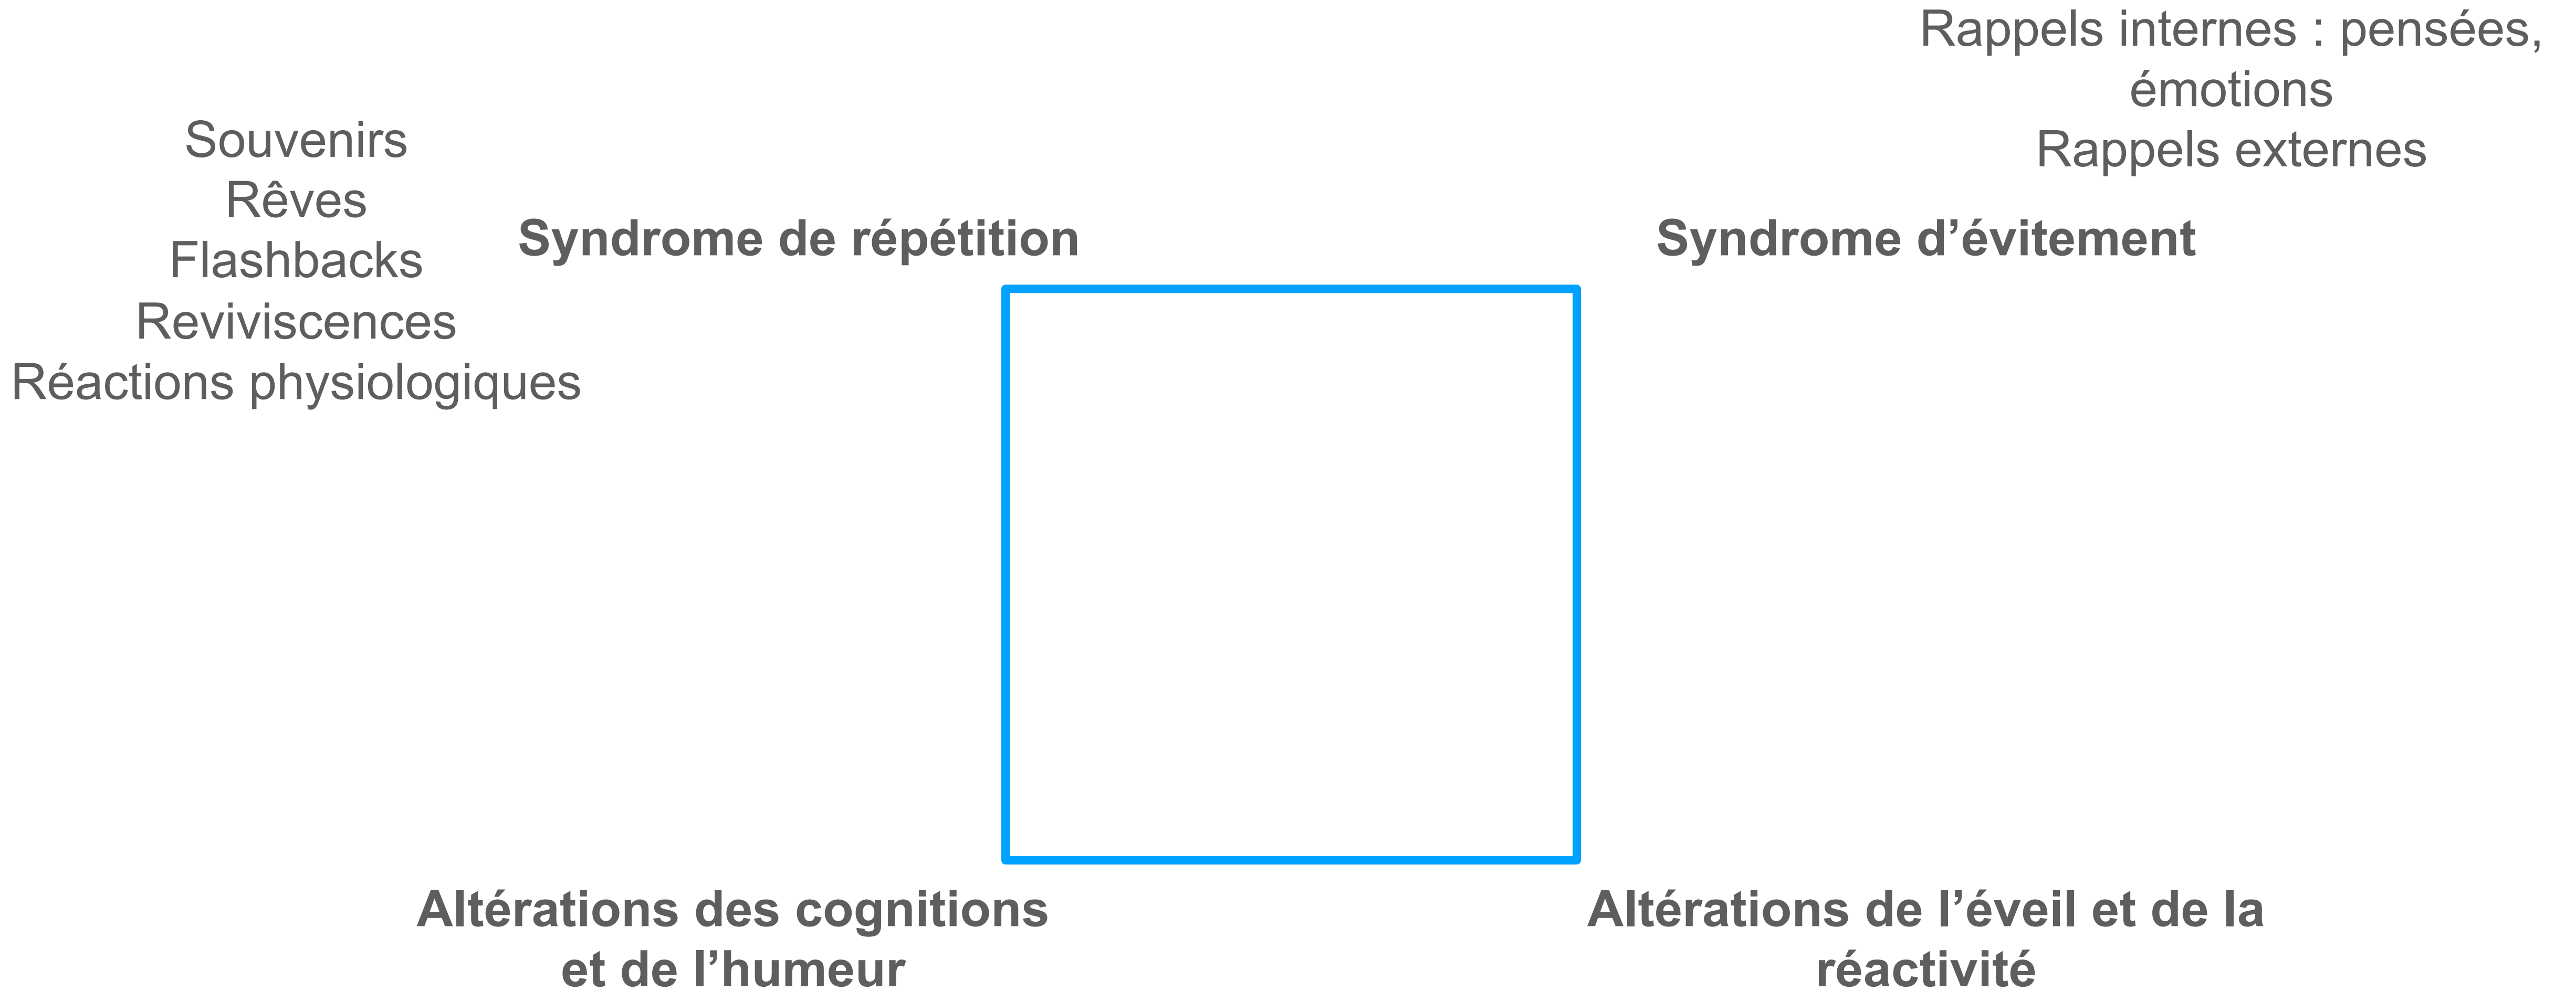 Rappels internes : pensées,
émotions
Rappels externes
Souvenirs
Rêves
Flashbacks
Reviviscences
Réactions physiologiques
Syndrome de répétition
Syndrome d’évitement
Altérations des cognitions
et de l’humeur
Altérations de l’éveil et de la
réactivité